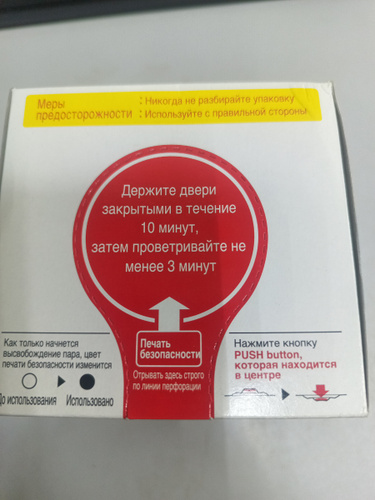 Меры предосторожности
: Никогда не разбирайте упаковку
: Используйте с правильной стороны
Держите двери
закрытыми в течение
10 минут,
затем проветривайте не
менее 3 минут
Как только начнется
высвобождение пара, цвет
печати безопасности изменится
До использования
Использовано
Печать
безопасности
Отрывать здесь строго
по линии перфорации
Нажмите кнопку
PUSH button,
которая находится
в центре